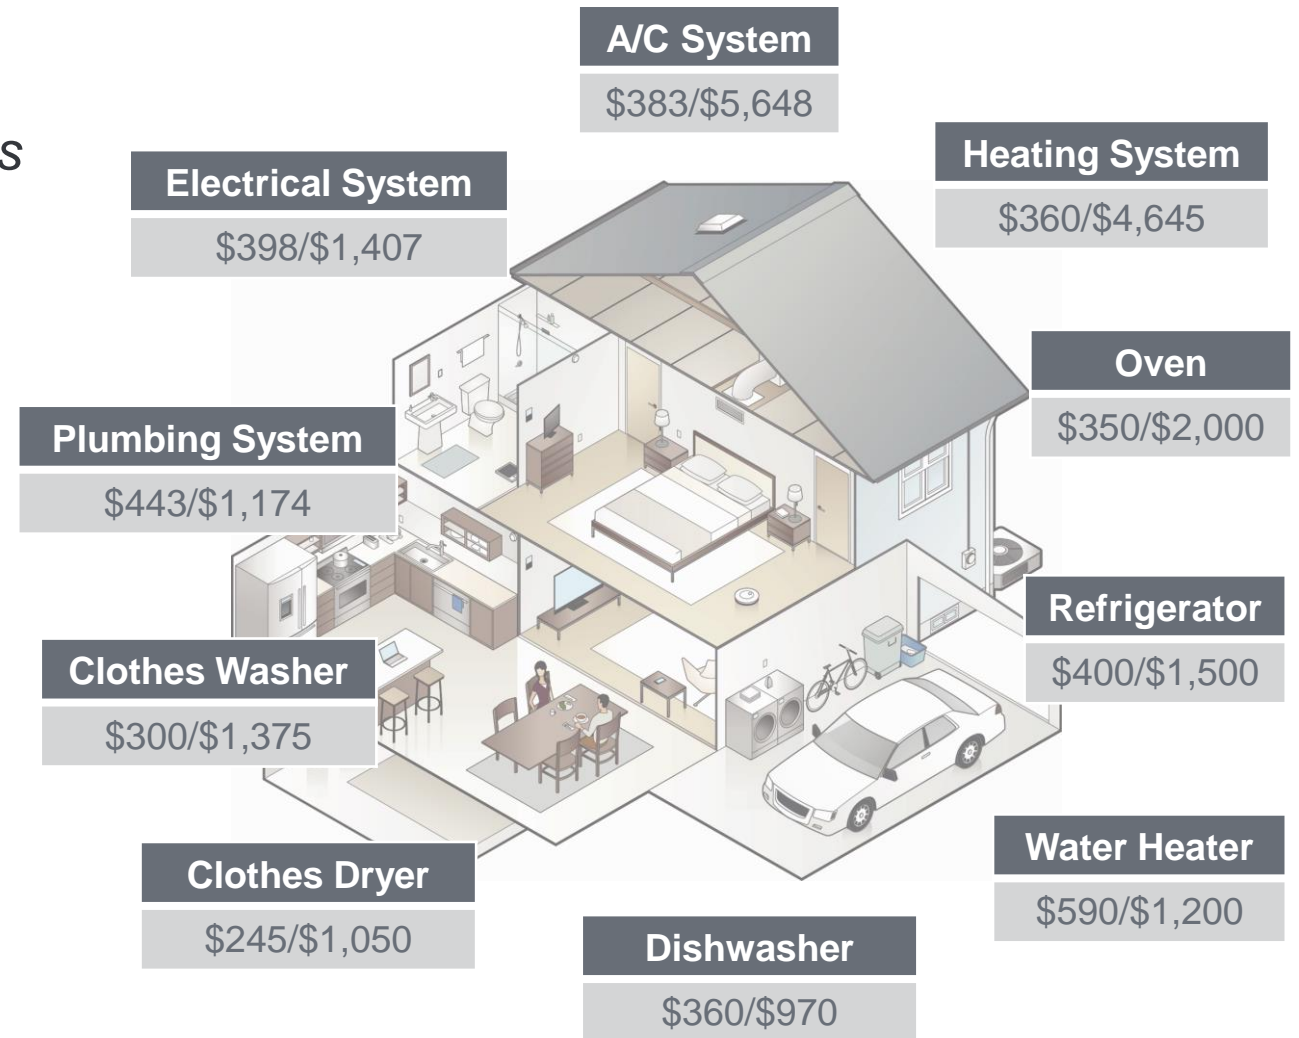 A/C System
$383/$5,648
s
Heating System
$360/$4,645
Electrical System
$398/$1,407
Oven
$350/$2,000
Plumbing System
$443/$1,174
Refrigerator
$400/$1,500
Clothes Washer
$300/$1,375
Water Heater
$590/$1,200
Clothes Dryer
$245/$1,050
Dishwasher
$360/$970